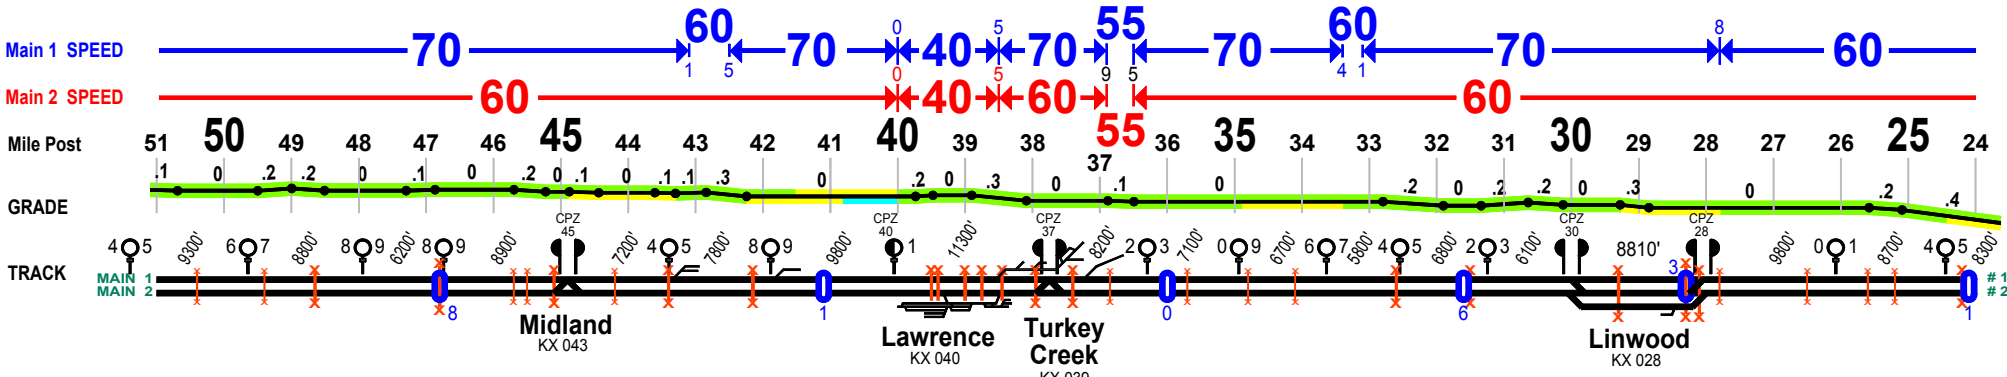 60 0 5 55 60 8
Main 1 SPEED 70 70 40 70 70 70 60
1 5 0 5 9 5 4 1
Main 2 SPEED 60 40 60 60
55
Mile Post 51 50 49 48 47 46 45 44 43 42 41 40 39 38 37 36 35 34 33 32 31 30 29 28 27 26 25 24
.1 0 .2 .2 0 .1 0 .2 0 .1 0 .1 .1 .3 0 .2 0 .3 0 .1 0 .2 0 .2 .2 0 .3 0 .2 .4
GRADE
CPZ CPZ CPZ CPZ CPZ
45 40 37 30 28
4 5 9300' 6 7 8800' 8 9 6200' 8 9 8900' 7200' 4 5 7800' 8 9 9800' 1 11300' 8200' 2 3 7100' 0 9 6700' 6 7 5800' 4 5 6800' 2 3 6100' 8810' 9800' 0 1 8700' 4 5 8300'
TRACK
3
MAIN 1 # 1
MAIN 2 # 2
8 1 0 6 1
Midland
KX 043
Lawrence
KX 040
Turkey
Creek
KX 039
Linwood
KX 028